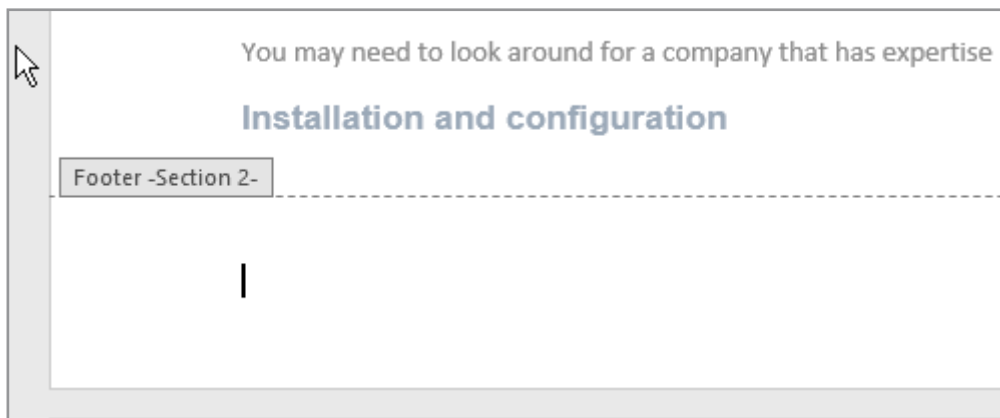 You may need to look around for a company that has expertise
Installation and configuration
Footer -Section 2-